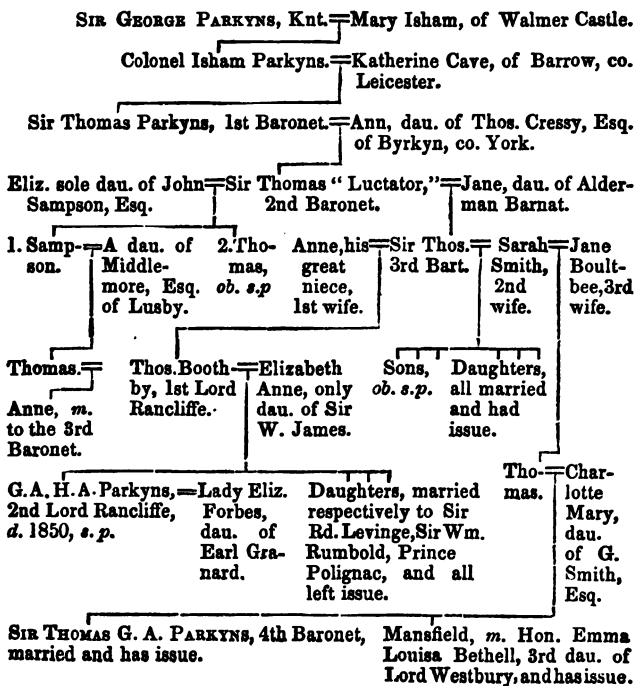 SIR GEORGE PARKYNS, Knt.=Mary Isham, of Walmer Castle.
Colonel Isham Parkyns.=Katherine Cave, of Barrow, co.
Leicester.
Sir Thomas Parkyns, 1st Baronet.=Ann, dau. of Thos. Cressy, Esq.
of Byrkyn, co. York.
Eliz. sole dau. of John
Sampson, Esq.
=Sir Thomas "Luctator,"
2nd Baronet.
=Jane, dau. of Alder-
man Barnat.
1. Samp-
son.
=A dau. of
Middle-
more, Esq.
of Lusby.
2. Tho-
mas,
ob. s.p
Anne, his
great
niece,
1st wife.
=Sir Thos.
3rd Bart.
=Sarah
Smith,
2nd
wife.
=Jane
Boult-
bee, 3rd
wife.
Thomas.=
Anne, m.
to the 3rd
Baronet.
Thos. Booth-
by, 1st Lord
Rancliffe.
=Elizabeth
Anne, only
dau. of Sir
W. James.
Sons,
ob. s.p.
Daughters,
all married
and had
issue.
Tho-
mas.
=Char-
lotte
Mary,
dau.
of G.
Smith,
Esq.
G. A. H. A. Parkyns,
2nd Lord Rancliffe,
d. 1850, s.p.
=Lady Eliz.
Forbes,
dau. of
Earl Gra-
nard.
Daughters, married
respectively to Sir
Rd. Levinge, Sir Wm.
Rumbold, Prince
Polignac, and all
left issue.
SIR THOMAS G. A. PARKYNS, 4th Baronet,
married and has issue.
Mansfield, m. Hon. Emma
Louisa Bethell, 3rd dau. of
Lord Westbury, and has issue.